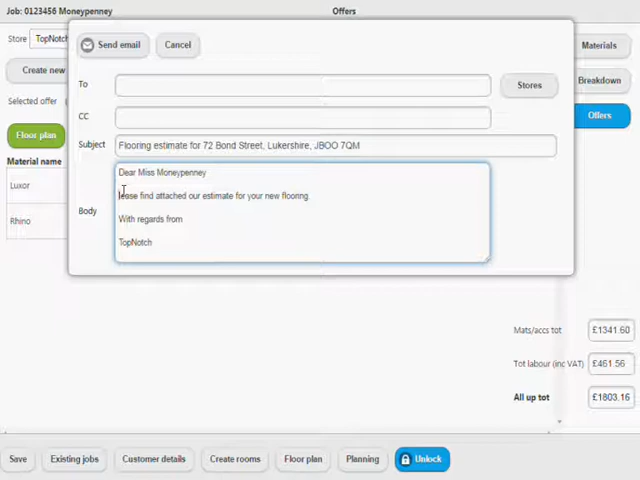 Job: 0123456 Moneypenney
Offers
Store TopNotch
Send email
Cancel
Materials
To
Stores
Create new
Breakdown
CC
Selected offer
Offers
Floor plan
Subject Flooring estimate for 72 Bond Street, Lukershire, JBOO 7QM
Material name
Dear Miss Moneypenney
Luxor
lease find attached our estimate for your new flooring
Body
With regards from
Rhino
TopNotch
Mats/accs tot £1341.60
Tot labour (inc VAT) £461.56
All up tot £1803.16
Save
Existing jobs
Customer details
Create rooms
Floor plan
Planning
Unlock